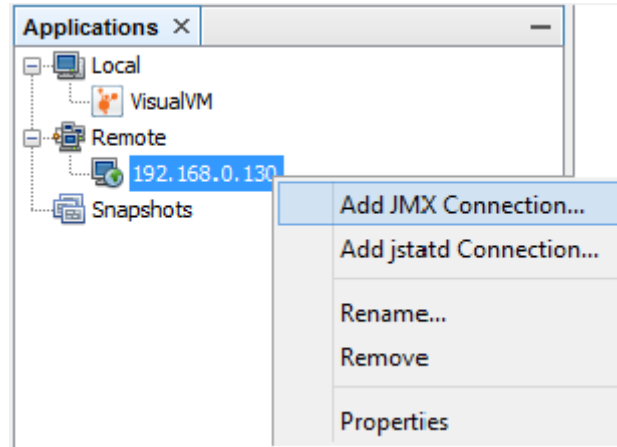 Applications ×
Local
VisualVM
Remote
192.168.0.130
Snapshots
Add JMX Connection...
Add jstatd Connection...
Rename...
Remove
Properties